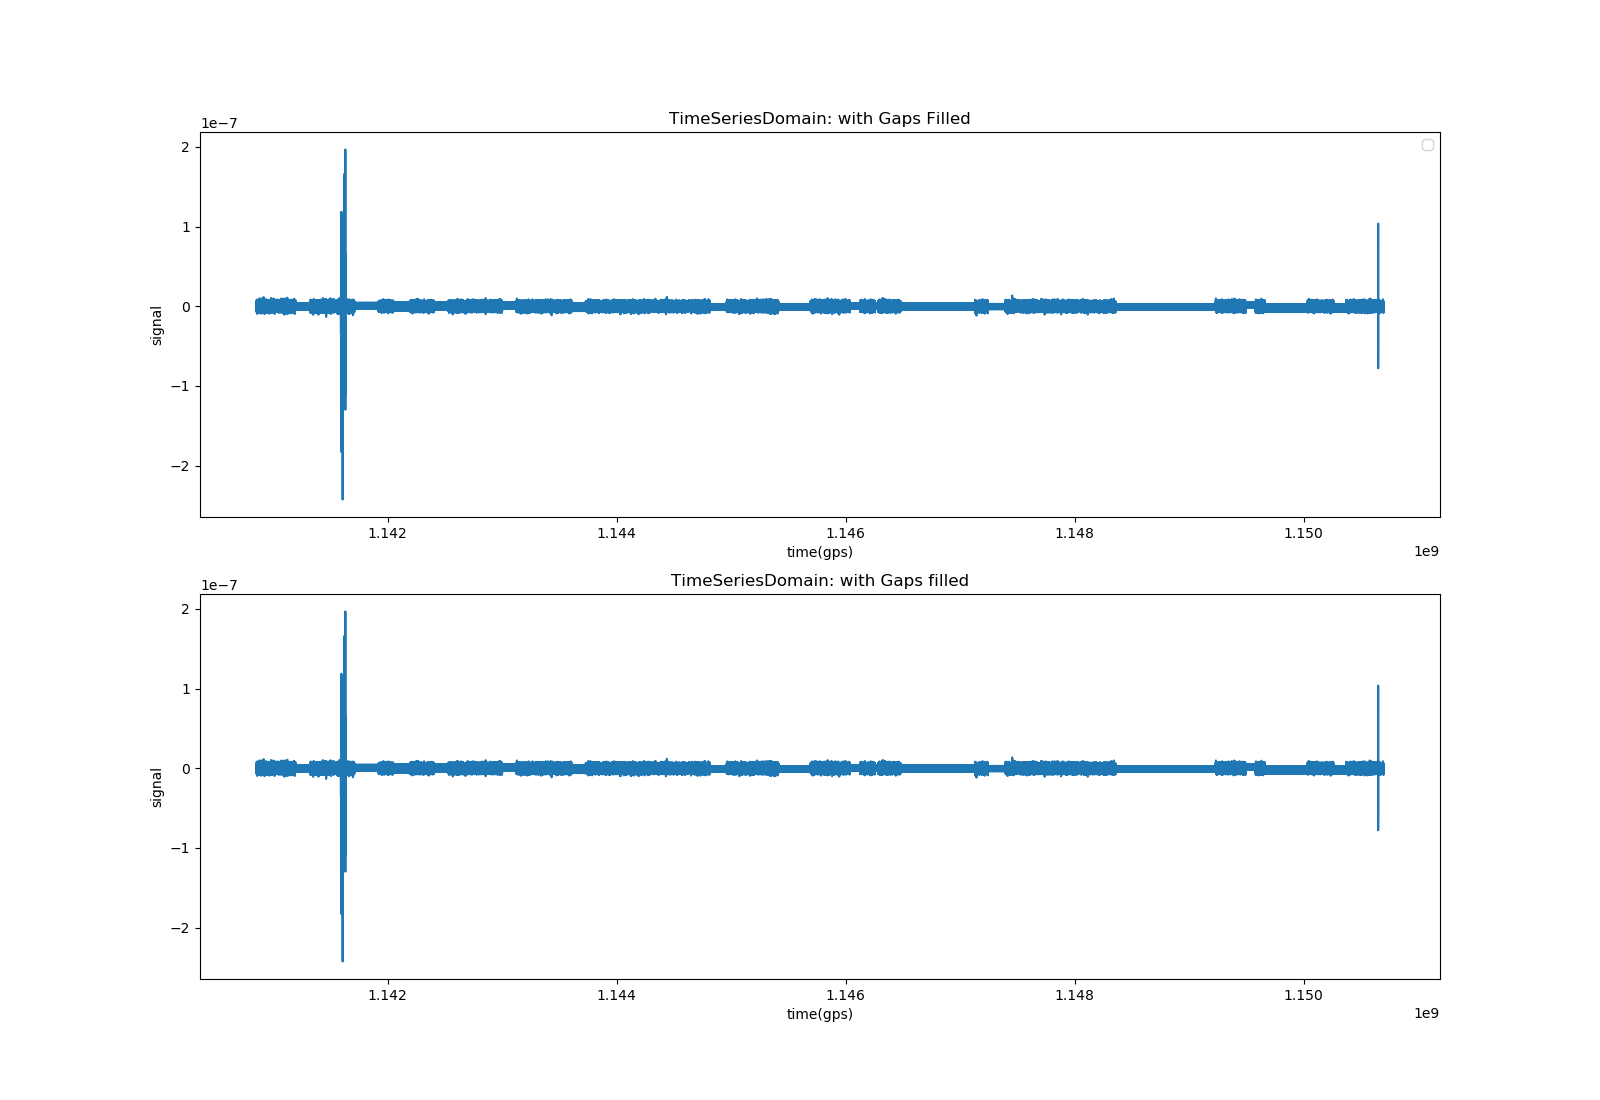 TimeSeriesDomain: with Gaps Filled
1e−7
2
1
0
−1
−2
signal
1.142 1.144 1.146 1.148 1.150
time(gps)
1e9
TimeSeriesDomain: with Gaps filled
1e−7
2
1
0
−1
−2
signal
1.142 1.144 1.146 1.148 1.150
time(gps)
1e9